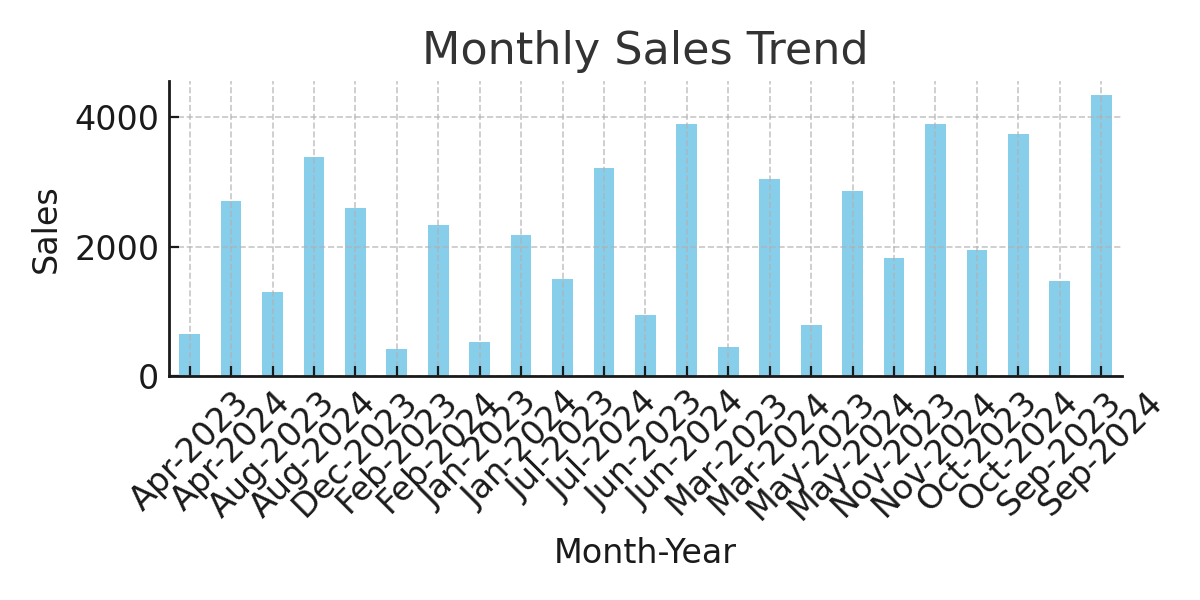 Monthly Sales Trend
4000
2000
0
Sales
Apr-2023
Apr-2024
Aug-2023
Aug-2024
Dec-2023
Feb-2023
Feb-2024
Jan-2023
Jan-2024
Jul-2023
Jul-2024
Jun-2023
Jun-2024
Mar-2023
Mar-2024
May-2023
May-2024
Nov-2023
Nov-2024
Oct-2023
Oct-2024
Sep-2023
Sep-2024
Month-Year